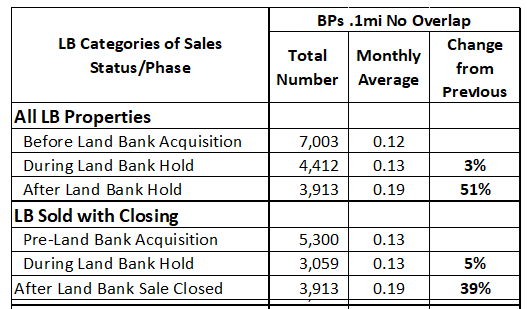 BPs .1mi No Overlap
LB Categories of Sales
Status/Phase
Total
Number
Monthly
Average
Change
from
Previous
All LB Properties
Before Land Bank Acquisition 7,003 0.12
During Land Bank Hold 4,412 0.13 3%
After Land Bank Hold 3,913 0.19 51%
LB Sold with Closing
Pre-Land Bank Acquisition 5,300 0.13
During Land Bank Hold 3,059 0.13 5%
After Land Bank Sale Closed 3,913 0.19 39%